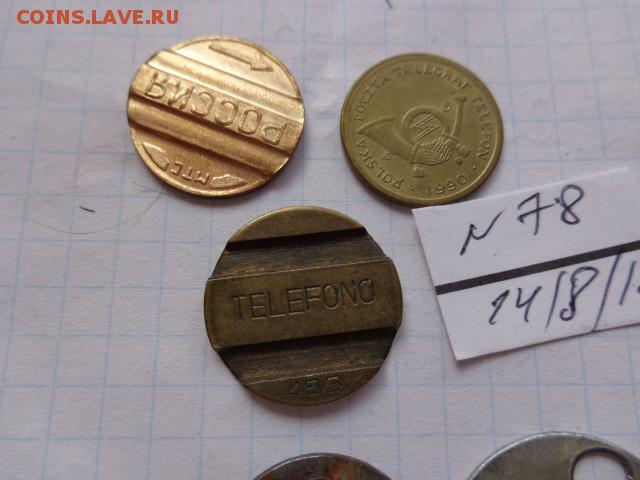 COINS.LAVE.RU
РОССИЯ
МТС
POLSKA POCZTA TELEGRAF TELEFON
1990
N 78
14/8/1
TELEFONO